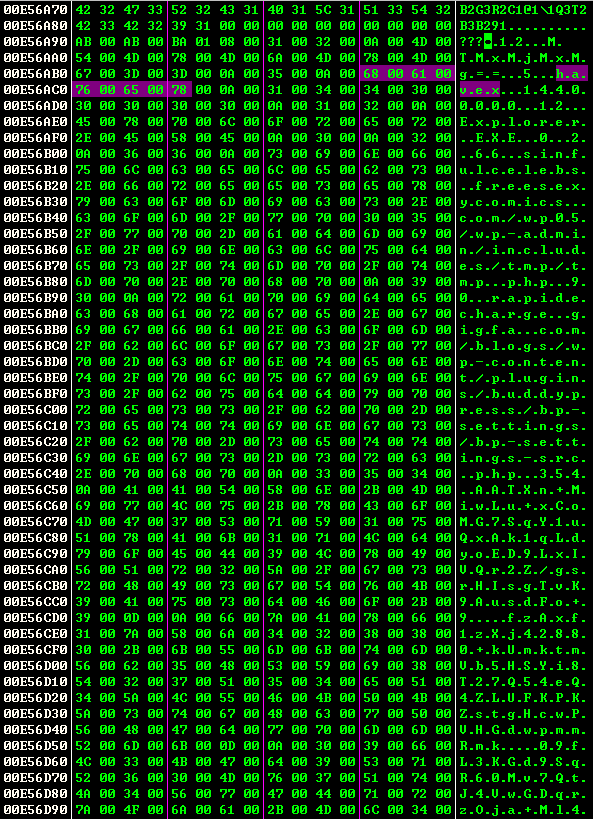 00E56A70 42 32 47 33 52 32 43 31 40 31 5C 31 51 33 54 32 B2G3R2C1@1\1Q3T2
00E56A80 42 33 42 32 39 31 00 00 00 00 00 00 00 00 00 00 B3B291..........
00E56A90 AB 00 AB 00 BA 01 08 00 31 00 32 00 0A 00 4D 00
00E56AA0 54 00 4D 00 78 00 4D 00 6A 00 4D 00 78 00 4D 00 T.M.x.M.j.M.x.M.
00E56AB0 67 00 3D 00 3D 00 0A 00 35 00 0A 00 68 00 61 00 g.=.=...5...h.a.
00E56AC0 76 00 65 00 78 00 0A 00 31 00 34 00 34 00 30 00 v.e.x...1.4.4.0.
00E56AD0 30 00 30 00 30 00 30 00 0A 00 31 00 32 00 0A 00 0.0.0.0...1.2...
00E56AE0 45 00 78 00 70 00 6C 00 6F 00 72 00 65 00 72 00 E.x.p.l.o.r.e.r.
00E56AF0 2E 00 45 00 58 00 45 00 0A 00 30 00 0A 00 32 00 ..E.X.E...0...2.
00E56B00 0A 00 36 00 36 00 0A 00 73 00 69 00 6E 00 66 00 ..6.6...s.i.n.f.
00E56B10 75 00 6C 00 63 00 65 00 6C 00 65 00 62 00 73 00 u.l.c.e.l.e.b.s.
00E56B20 2E 00 66 00 72 00 65 00 65 00 73 00 65 00 78 00 ..f.r.e.e.s.e.x.
00E56B30 79 00 63 00 6F 00 6D 00 69 00 63 00 73 00 2E 00 y.c.o.m.i.c.s...
00E56B40 63 00 6F 00 6D 00 2F 00 77 00 70 00 30 00 35 00 c.o.m./.w.p.0.5.
00E56B50 2F 00 77 00 70 00 2D 00 61 00 64 00 6D 00 69 00 /.w.p.-.a.d.m.i.
00E56B60 6E 00 2F 00 69 00 6E 00 63 00 6C 00 75 00 64 00 n./.i.n.c.l.u.d.
00E56B70 65 00 73 00 2F 00 74 00 6D 00 70 00 2F 00 74 00 e.s./.t.m.p./.t.
00E56B80 6D 00 70 00 2E 00 70 00 68 00 70 00 0A 00 39 00 m.p...p.h.p...9.
00E56B90 30 00 0A 00 72 00 61 00 70 00 69 00 64 00 65 00 0...r.a.p.i.d.e.
00E56BA0 63 00 68 00 61 00 72 00 67 00 65 00 2E 00 67 00 c.h.a.r.g.e...g.
00E56BB0 69 00 67 00 66 00 61 00 2E 00 63 00 6F 00 6D 00 i.g.f.a...c.o.m.
00E56BC0 2F 00 62 00 6C 00 6F 00 67 00 73 00 2F 00 77 00 /.b.l.o.g.s./.w.
00E56BD0 70 00 2D 00 63 00 6F 00 6E 00 74 00 65 00 6E 00 p.-.c.o.n.t.e.n.
00E56BE0 74 00 2F 00 70 00 6C 00 75 00 67 00 69 00 6E 00 t./.p.l.u.g.i.n.
00E56BF0 73 00 2F 00 62 00 75 00 64 00 64 00 79 00 70 00 s./.b.u.d.d.y.p.
00E56C00 72 00 65 00 73 00 73 00 2F 00 62 00 70 00 2D 00 r.e.s.s./.b.p.-.
00E56C10 73 00 65 00 74 00 74 00 69 00 6E 00 67 00 73 00 s.e.t.t.i.n.g.s.
00E56C20 2F 00 62 00 70 00 2D 00 73 00 65 00 74 00 74 00 /.b.p.-.s.e.t.t.
00E56C30 69 00 6E 00 67 00 73 00 2D 00 73 00 72 00 63 00 i.n.g.s.-.s.r.c.
00E56C40 2E 00 70 00 68 00 70 00 0A 00 33 00 35 00 34 00 ..p.h.p...3.5.4.
00E56C50 0A 00 41 00 41 00 54 00 58 00 6E 00 2B 00 4D 00 ..A.A.T.X.n.+.M.
00E56C60 69 00 77 00 4C 00 75 00 2B 00 78 00 43 00 6F 00 i.w.L.u.+.x.C.o.
00E56C70 4D 00 47 00 37 00 53 00 71 00 59 00 31 00 75 00 M.G.7.S.q.Y.1.u.
00E56C80 51 00 78 00 41 00 6B 00 31 00 71 00 4C 00 64 00 Q.x.A.k.1.q.L.d.
00E56C90 79 00 6F 00 45 00 44 00 39 00 4C 00 78 00 49 00 y.o.E.D.9.L.x.I.
00E56CA0 56 00 51 00 72 00 32 00 5A 00 2F 00 67 00 73 00 V.Q.r.2.Z./.g.s.
00E56CB0 72 00 48 00 49 00 73 00 67 00 54 00 76 00 4B 00 r.H.I.s.g.T.v.K.
00E56CC0 39 00 41 00 75 00 73 00 64 00 46 00 6F 00 2B 00 9.A.u.s.d.F.o.+.
00E56CD0 39 00 0D 00 0A 00 66 00 7A 00 41 00 78 00 66 00 9.....f.z.A.x.f.
00E56CE0 31 00 7A 00 58 00 6A 00 34 00 32 00 38 00 38 00 1.z.X.j.4.2.8.8.
00E56CF0 30 00 2B 00 6B 00 55 00 6D 00 6B 00 74 00 6D 00 0.+.k.U.m.k.t.m.
00E56D00 56 00 62 00 35 00 48 00 53 00 59 00 69 00 38 00 V.b.5.H.S.Y.i.8.
00E56D10 54 00 32 00 37 00 51 00 35 00 34 00 65 00 51 00 T.2.7.Q.5.4.e.Q.
00E56D20 34 00 5A 00 4C 00 55 00 46 00 4B 00 50 00 4B 00 4.Z.L.U.F.K.P.K.
00E56D30 5A 00 73 00 74 00 67 00 48 00 63 00 77 00 50 00 Z.s.t.g.H.c.w.P.
00E56D40 56 00 48 00 47 00 64 00 77 00 70 00 6D 00 6D 00 V.H.G.d.w.p.m.m.
00E56D50 52 00 6D 00 6B 00 0D 00 0A 00 30 00 39 00 66 00 R.m.k.....0.9.f.
00E56D60 4C 00 33 00 4B 00 47 00 64 00 39 00 53 00 71 00 L.3.K.G.d.9.S.q.
00E56D70 52 00 36 00 30 00 4D 00 76 00 37 00 51 00 74 00 R.6.0.M.v.7.Q.t.
00E56D80 4A 00 34 00 56 00 77 00 47 00 44 00 71 00 72 00 J.4.V.w.G.D.q.r.
00E56D90 7A 00 4F 00 6A 00 61 00 2B 00 4D 00 6C 00 34 00 z.O.j.a.+.M.l.4.